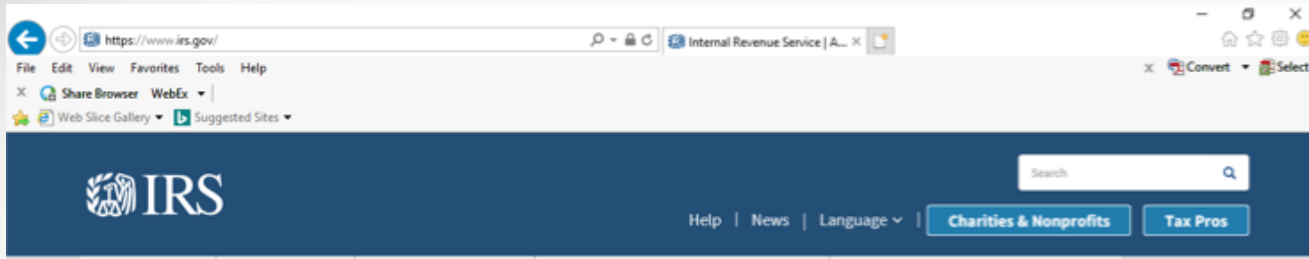 https://www.irs.gov/ Internal Revenue Service | A...
File Edit View Favorites Tools Help
Convert Select
Share Browser WebEx
Web Slice Gallery Suggested Sites
Search
IRS
Help | News | Language | Charities & Nonprofits Tax Pros